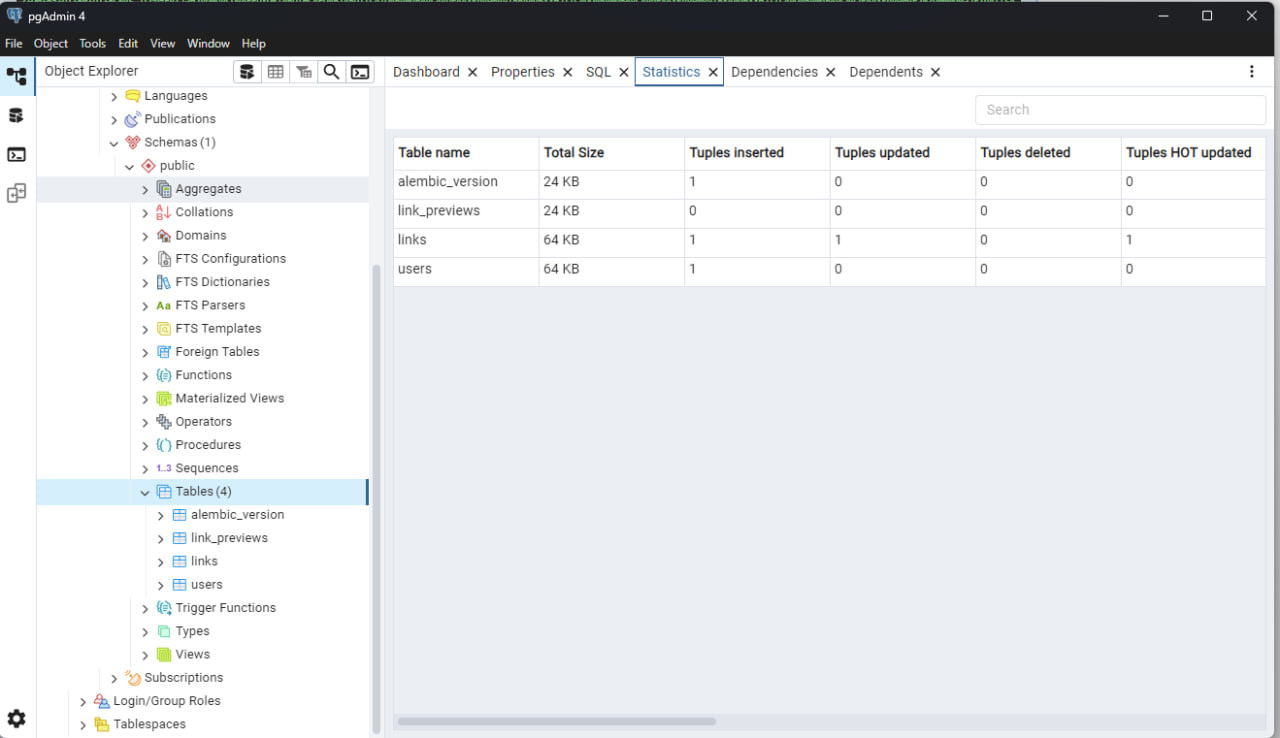 pgAdmin 4
File Object Tools Edit View Window Help
Object Explorer
Dashboard Properties SQL Statistics Dependencies Dependents
Languages
Publications
Schemas (1)
public
Aggregates
Collations
Domains
FTS Configurations
FTS Dictionaries
Aa FTS Parsers
FTS Templates
Foreign Tables
Functions
Materialized Views
Operators
Procedures
1..3 Sequences
Tables (4)
alembic_version
link_previews
links
users
Trigger Functions
Types
Views
Subscriptions
Login/Group Roles
Tablespaces
Search
Table name Total Size Tuples inserted Tuples updated Tuples deleted Tuples HOT updated
alembic_version 24 KB 1 0 0 0
link_previews 24 KB 0 0 0 0
links 64 KB 1 1 0 1
users 64 KB 1 0 0 0